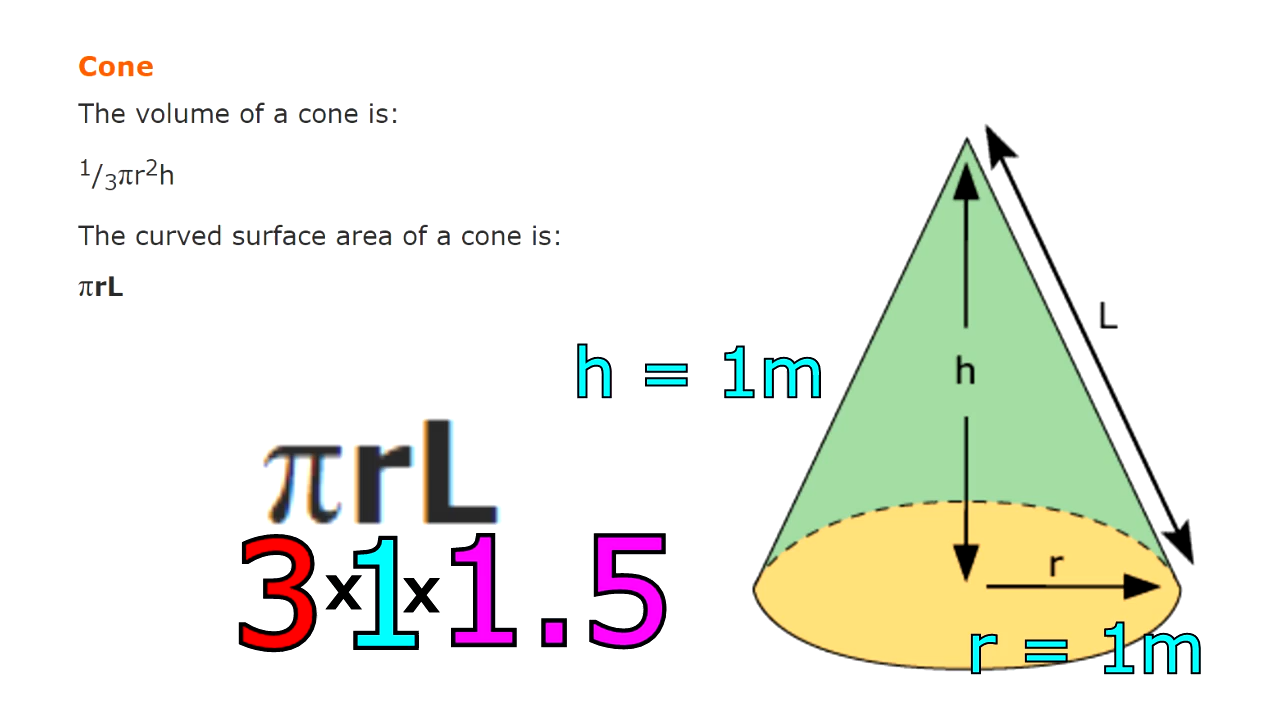 Cone
The volume of a cone is:
¹/₃πr²h
The curved surface area of a cone is:
πrL
L
h = 1m
h
πrL
3x1x1.5
r
r = 1m